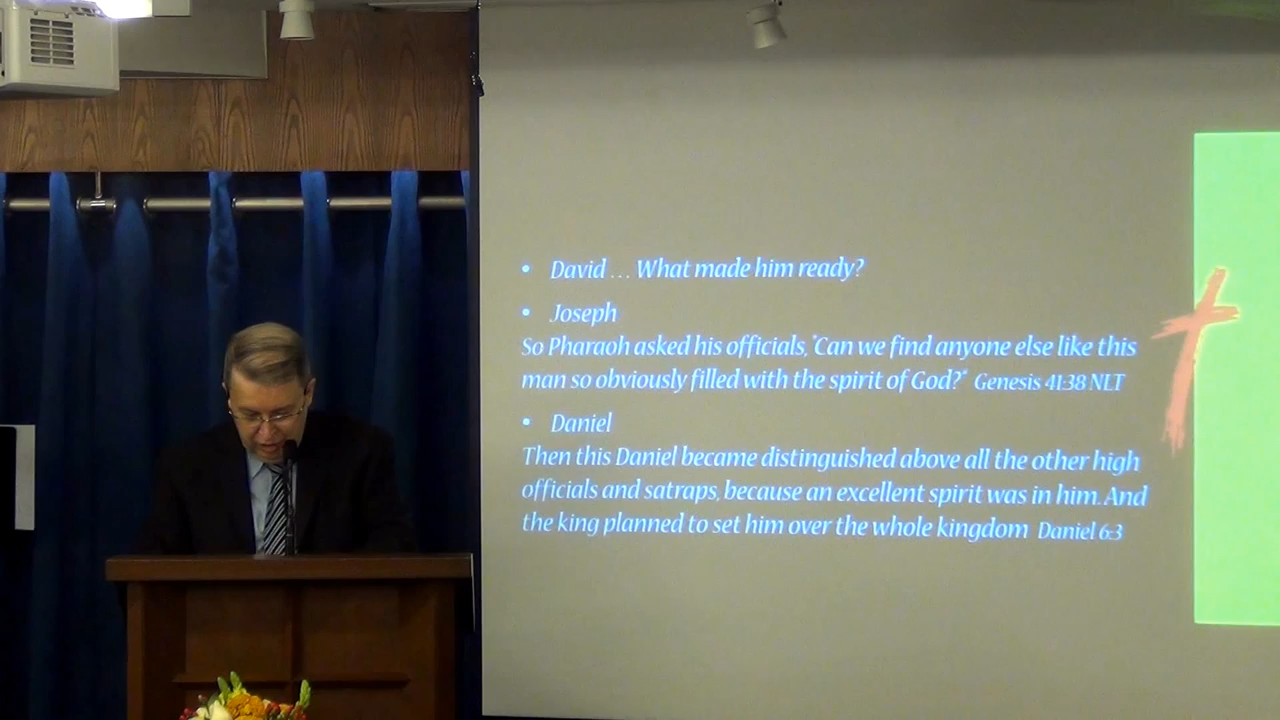 • David ... What made him ready?
• Joseph
So Pharaoh asked his officials, "Can we find anyone else like this
man so obviously filled with the spirit of God?" Genesis 41:38 NLT
• Daniel
Then this Daniel became distinguished above all the other high
officials and satraps, because an excellent spirit was in him. And
the king planned to set him over the whole kingdom Daniel 6:3